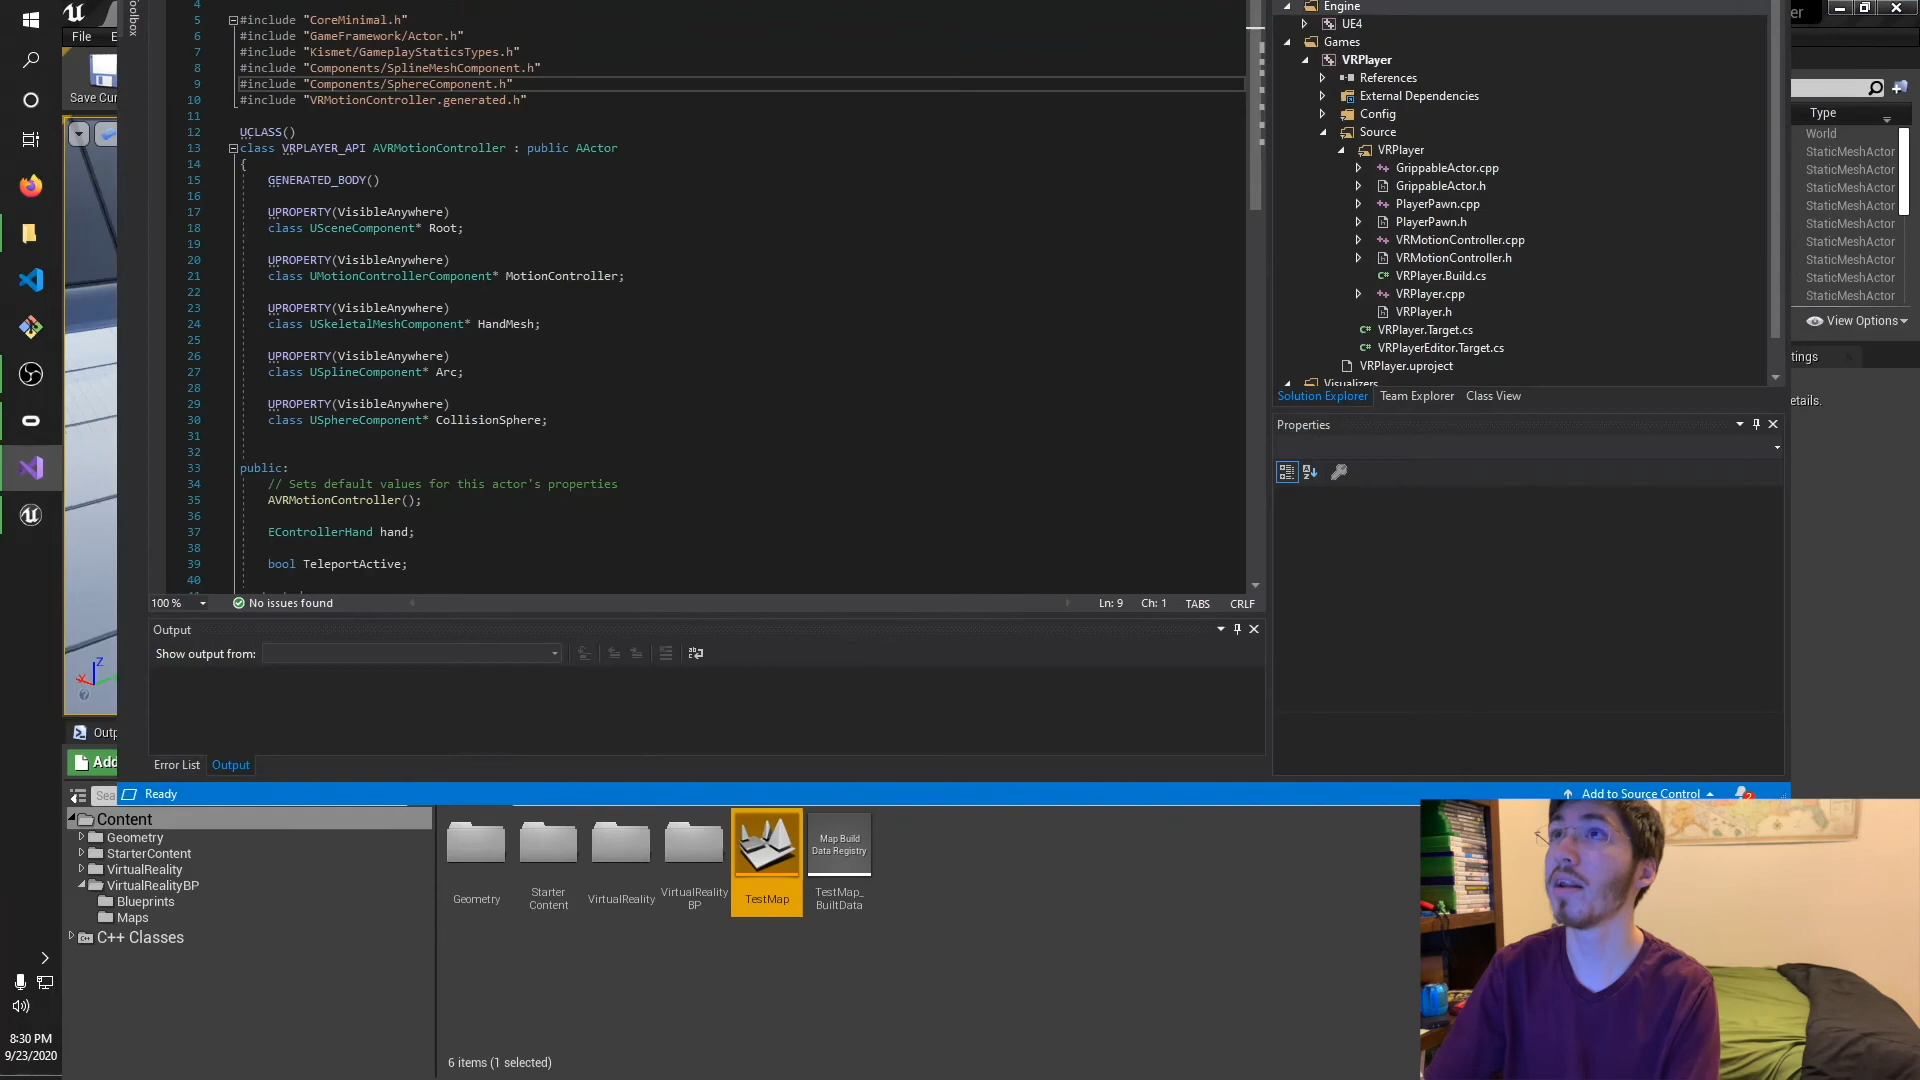 Toolbox
File
E
er
Save Cur
4
5 #include "CoreMinimal.h"
6 #include "GameFramework/Actor.h"
7 #include "Kismet/GameplayStaticsTypes.h"
8 #include "Components/SplineMeshComponent.h"
9 #include "Components/SphereComponent.h"
10 #include "VRMotionController.generated.h"
11
12 UCLASS()
13 class VRPLAYER_API AVRMotionController : public AActor
14 {
15 GENERATED_BODY()
16
17 UPROPERTY(VisibleAnywhere)
18 class USceneComponent* Root;
19
20 UPROPERTY(VisibleAnywhere)
21 class UMotionControllerComponent* MotionController;
22
23 UPROPERTY(VisibleAnywhere)
24 class USkeletalMeshComponent* HandMesh;
25
26 UPROPERTY(VisibleAnywhere)
27 class USplineComponent* Arc;
28
29 UPROPERTY(VisibleAnywhere)
30 class USphereComponent* CollisionSphere;
31
32
33 public:
34 // Sets default values for this actor's properties
35 AVRMotionController();
36
37 EControllerHand hand;
38
39 bool TeleportActive;
40
100 %
No issues found
Ln: 9 Ch: 1 TABS CRLF
Output
Show output from:
Error List Output
Ready
Add to Source Control
2
Engine
UE4
Games
VRPlayer
References
External Dependencies
Config
Source
VRPlayer
GrippableActor.cpp
GrippableActor.h
PlayerPawn.cpp
PlayerPawn.h
VRMotionController.cpp
VRMotionController.h
VRPlayer.Build.cs
VRPlayer.cpp
VRPlayer.h
VRPlayer.Target.cs
VRPlayerEditor.Target.cs
VRPlayer.uproject
Visualizers
Solution Explorer Team Explorer Class View
Properties
Type
World
StaticMeshActor
StaticMeshActor
StaticMeshActor
StaticMeshActor
StaticMeshActor
StaticMeshActor
StaticMeshActor
StaticMeshActor
StaticMeshActor
View Options
tings
etails.
Z
X
Outp
Add
Sea
Content
Geometry
StarterContent
VirtualReality
VirtualRealityBP
Blueprints
Maps
C++ Classes
Geometry
Starter
Content
VirtualReality
VirtualReality
BP
TestMap
Map Build
Data Registry
TestMap_
BuiltData
6 items (1 selected)
8:30 PM
9/23/2020